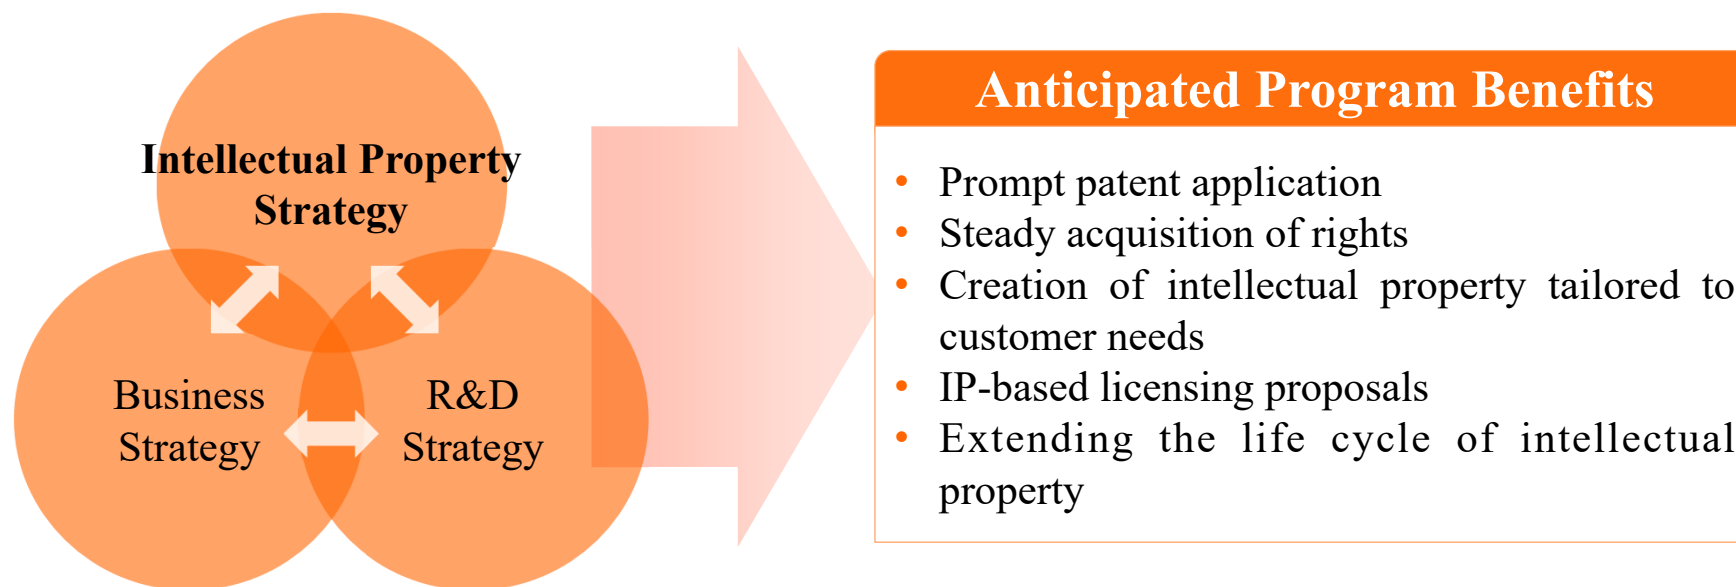 Intellectual Property
Strategy
Business
Strategy
R&D
Strategy
Anticipated Program Benefits
• Prompt patent application
• Steady acquisition of rights
• Creation of intellectual property tailored to
customer needs
• IP-based licensing proposals
• Extending the life cycle of intellectual
property